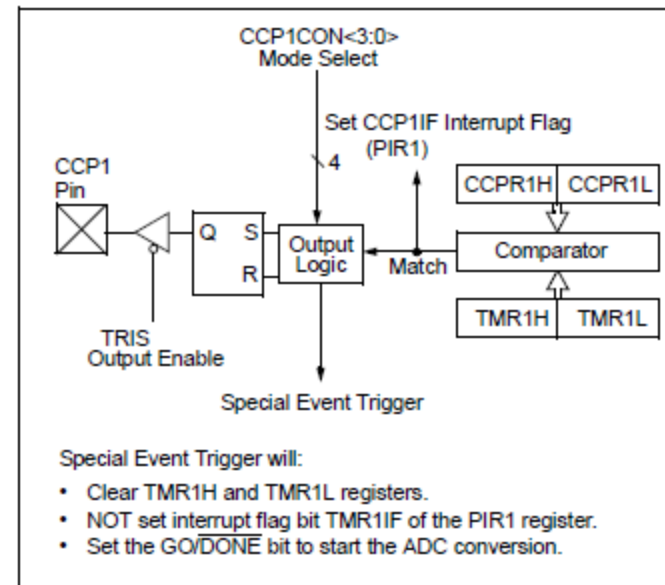 CCP1CON<3:0>
Mode Select
Set CCP1IF Interrupt Flag
(PIR1)
4
CCP1
Pin
CCPR1H CCPR1L
Q S
R
Output
Logic
Match
Comparator
TMR1H TMR1L
TRIS
Output Enable
Special Event Trigger
Special Event Trigger will:
• Clear TMR1H and TMR1L registers.
• NOT set interrupt flag bit TMR1IF of the PIR1 register.
• Set the GO/DONE bit to start the ADC conversion.